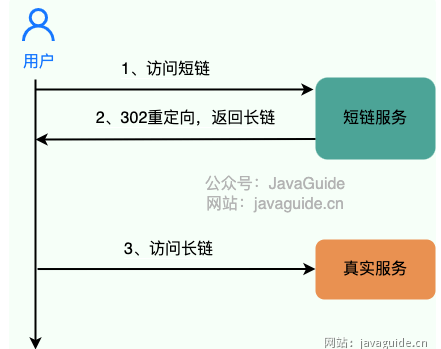 用户
1、访问短链
2、302重定向，返回长链
短链服务
公众号：JavaGuide
网站：javaguide.cn
3、访问长链
真实服务
网站：javaguide.cn